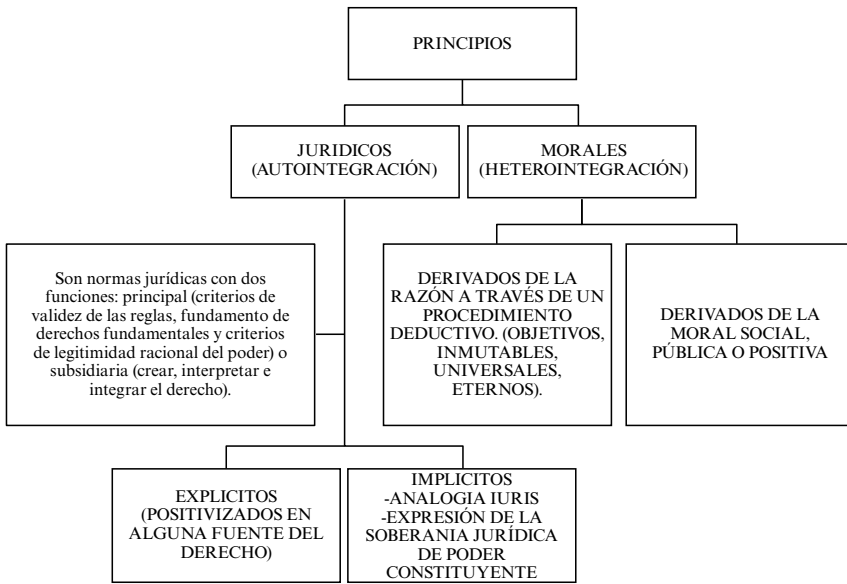 PRINCIPIOS
JURIDICOS
(AUTOINTEGRACIÓN)
MORALES
(HETEROINTEGRACIÓN)
Son normas jurídicas con dos
funciones: principal (criterios de
validez de las reglas, fundamento de
derechos fundamentales y criterios
de legitimidad racional del poder) o
subsidiaria (crear, interpretar e
integrar el derecho).
DERIVADOS DE LA
RAZÓN A TRAVÉS DE UN
PROCEDIMIENTO
DEDUCTIVO. (OBJETIVOS,
INMUTABLES,
UNIVERSALES,
ETERNOS).
DERIVADOS DE LA
MORAL SOCIAL,
PÚBLICA O POSITIVA
EXPLICITOS
(POSITIVIZADOS EN
ALGUNA FUENTE DEL
DERECHO)
IMPLICITOS
-ANALOGIA IURIS
-EXPRESIÓN DE LA
SOBERANIA JURÍDICA
DE PODER
CONSTITUYENTE